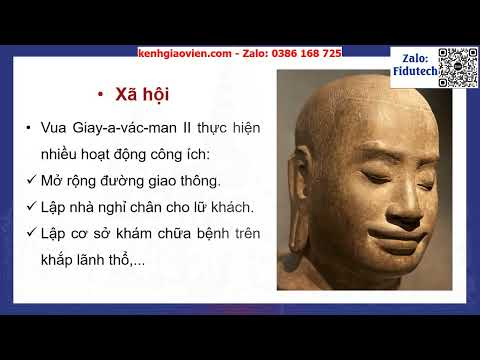 kenhgiaovien.com - Zalo: 0386 168 725
Zalo:
Fidutech
• Xã hội
• Vua Giay-a-vác-man II thực hiện
nhiều hoạt động công ích:
✓ Mở rộng đường giao thông.
✓ Lập nhà nghỉ chân cho lữ khách.
✓ Lập cơ sở khám chữa bệnh trên
khắp lãnh thổ,...